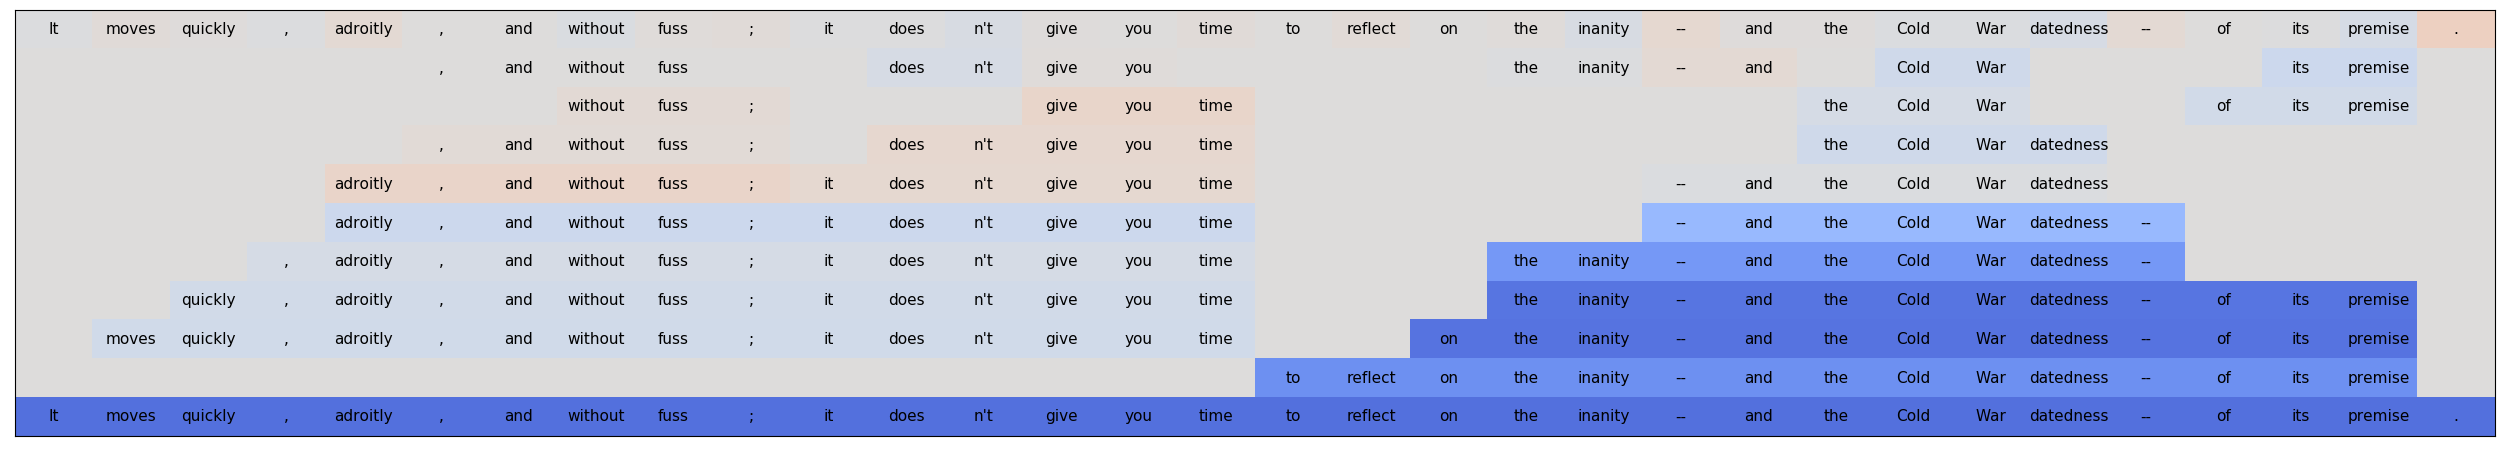 It moves quickly , adroitly , and without fuss ; it does n't give you time to reflect on the inanity -- and the Cold War datedness -- of its premise .
, and without fuss does n't give you the inanity -- and Cold War its premise
without fuss ; give you time the Cold War of its premise
, and without fuss ; does n't give you time the Cold War datedness
adroitly , and without fuss ; it does n't give you time -- and the Cold War datedness
adroitly , and without fuss ; it does n't give you time -- and the Cold War datedness --
, adroitly , and without fuss ; it does n't give you time the inanity -- and the Cold War datedness --
quickly , adroitly , and without fuss ; it does n't give you time the inanity -- and the Cold War datedness -- of its premise
moves quickly , adroitly , and without fuss ; it does n't give you time on the inanity -- and the Cold War datedness -- of its premise
to reflect on the inanity -- and the Cold War datedness -- of its premise
It moves quickly , adroitly , and without fuss ; it does n't give you time to reflect on the inanity -- and the Cold War datedness -- of its premise .